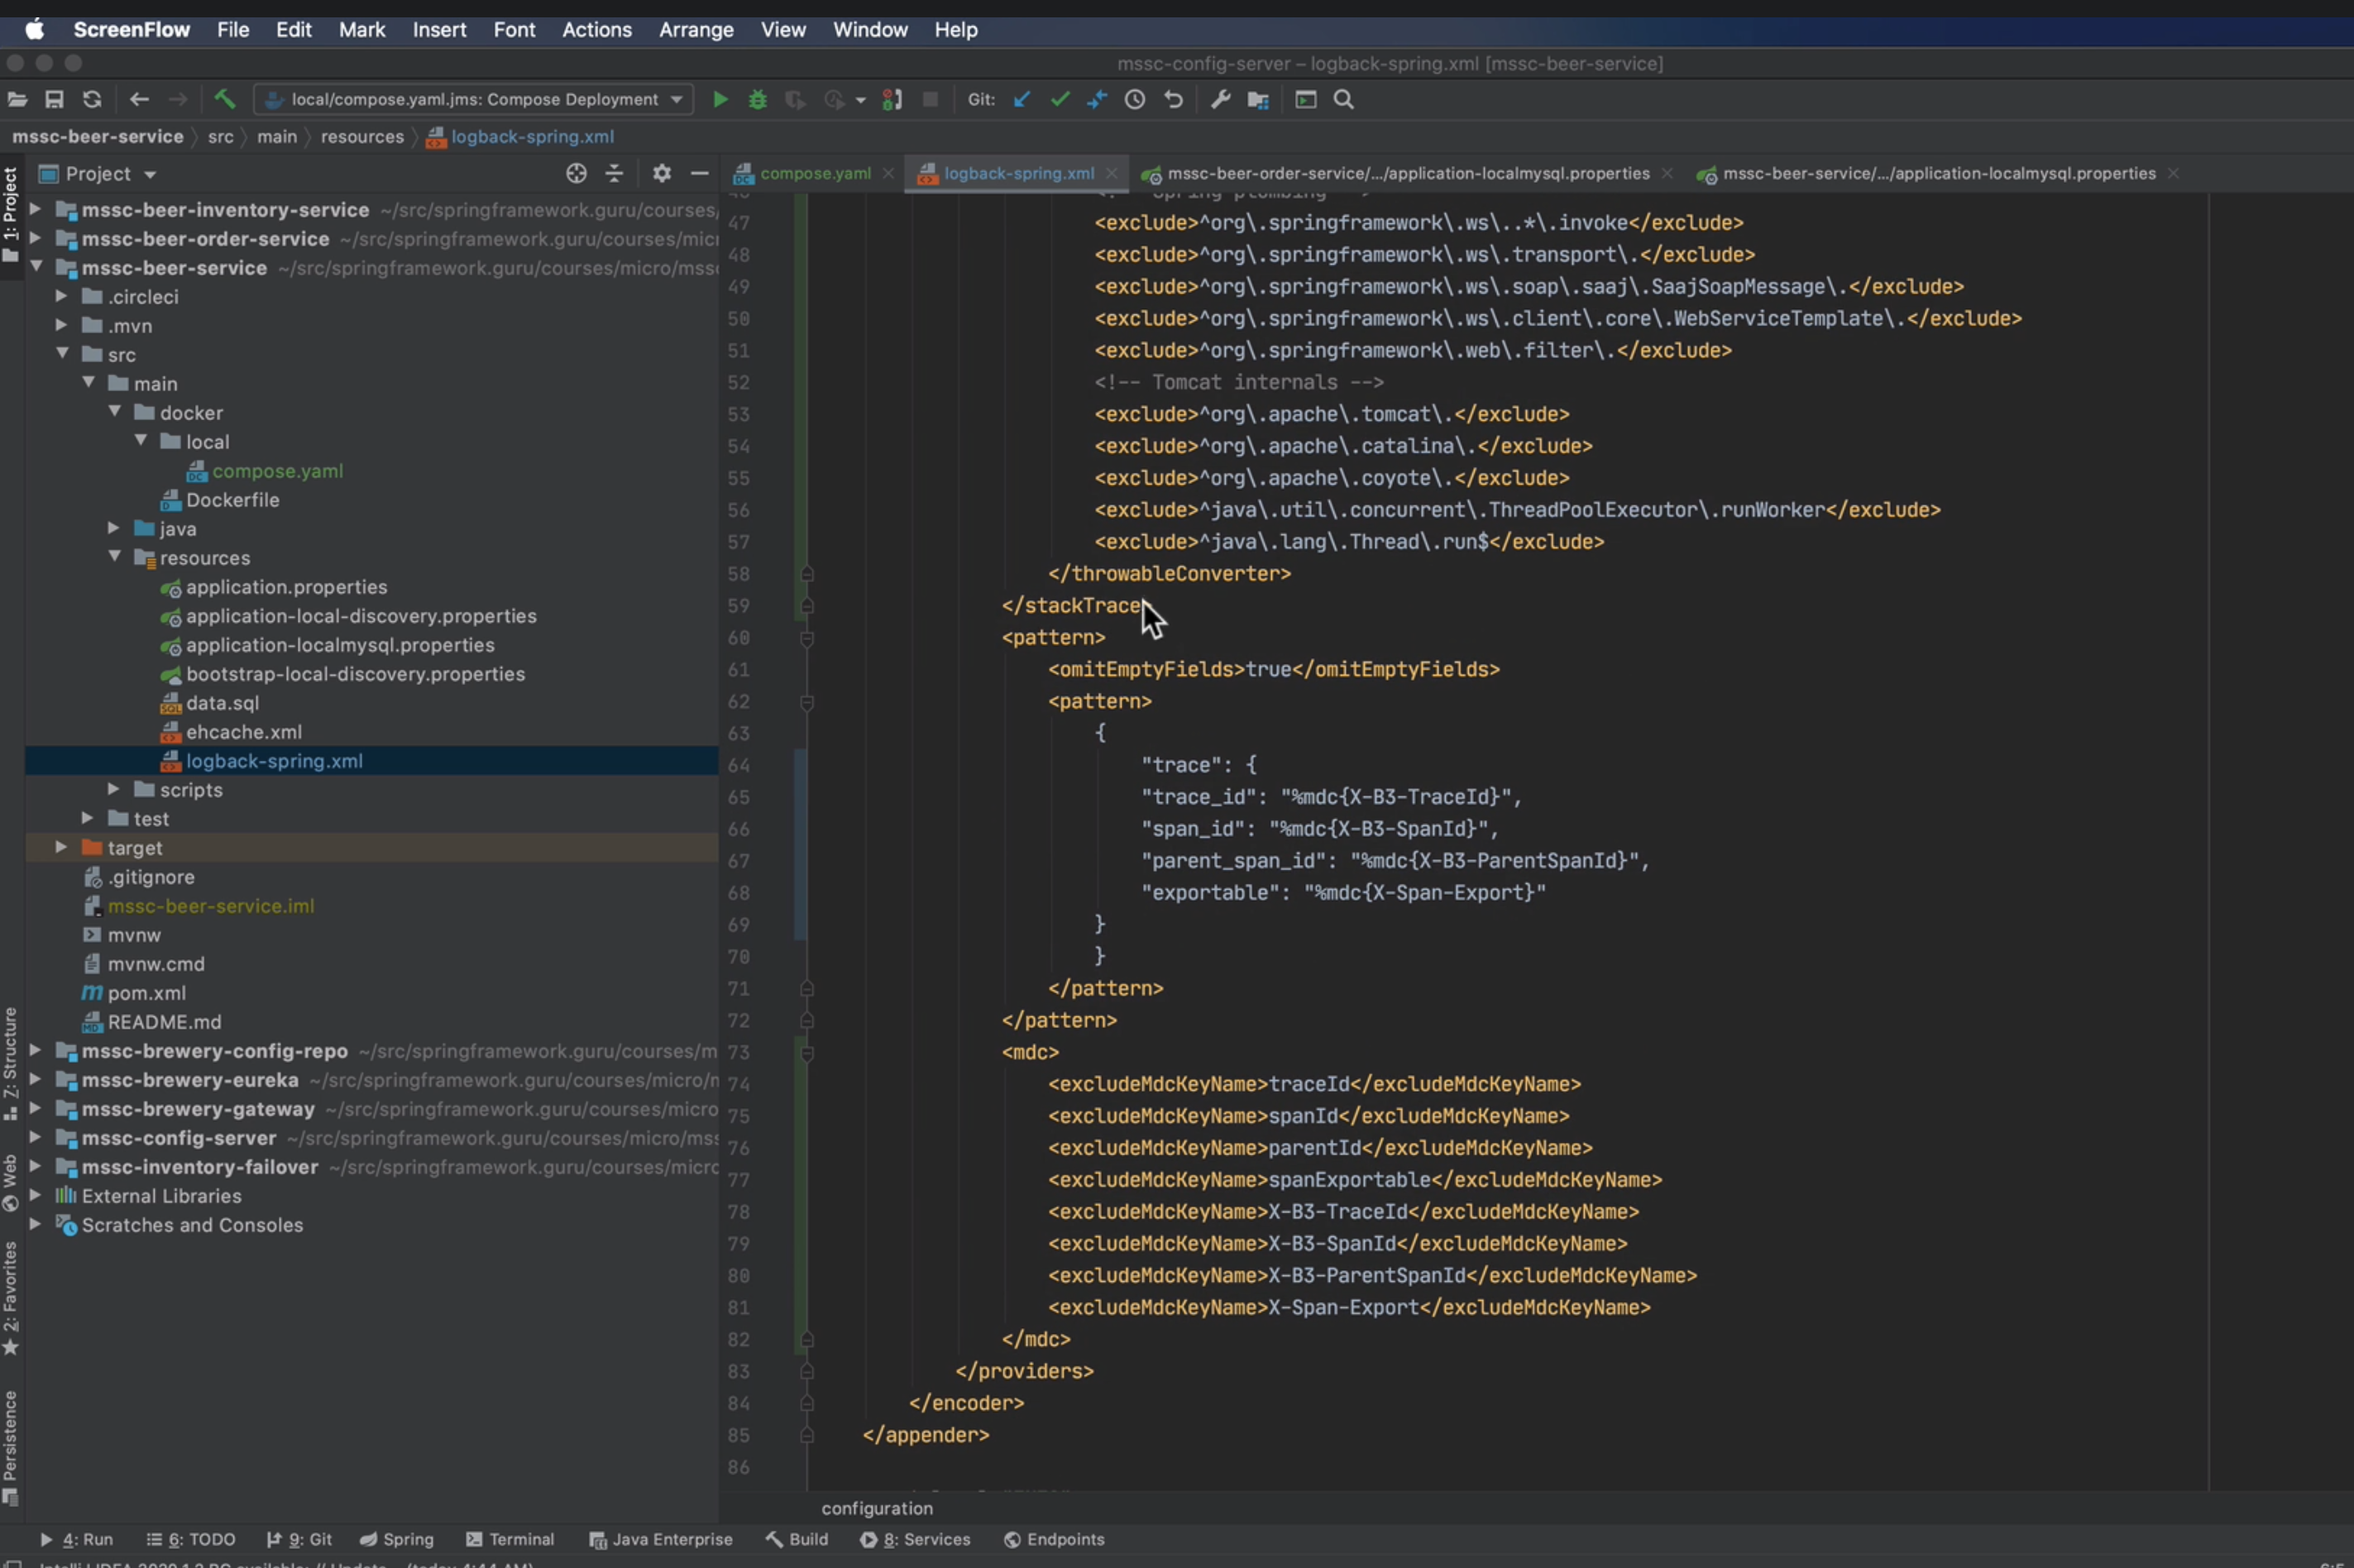 ScreenFlow File Edit Mark Insert Font Actions Arrange View Window Help
mssc-config-server – logback-spring.xml [mssc-beer-service]
local/compose.yaml.jms: Compose Deployment Git:
mssc-beer-service src main resources logback-spring.xml
1: Project
Project
compose.yaml logback-spring.xml mssc-beer-order-service/.../application-localmysql.properties mssc-beer-service/.../application-localmysql.properties
mssc-beer-inventory-service ~/src/springframework.guru/courses/
mssc-beer-order-service ~/src/springframework.guru/courses/micr
mssc-beer-service ~/src/springframework.guru/courses/micro/mss
.circleci
.mvn
src
main
docker
local
compose.yaml
Dockerfile
java
resources
application.properties
application-local-discovery.properties
application-localmysql.properties
bootstrap-local-discovery.properties
data.sql
ehcache.xml
logback-spring.xml
scripts
test
target
.gitignore
mssc-beer-service.iml
mvnw
mvnw.cmd
pom.xml
README.md
mssc-brewery-config-repo ~/src/springframework.guru/courses/m
mssc-brewery-eureka ~/src/springframework.guru/courses/micro/
mssc-brewery-gateway ~/src/springframework.guru/courses/micro
mssc-config-server ~/src/springframework.guru/courses/micro/mss
mssc-inventory-failover ~/src/springframework.guru/courses/micro
External Libraries
Scratches and Consoles
Z: Structure
Web
2: Favorites
Persistence
47 <exclude>^org\.springframework\.ws\..*\.invoke</exclude>
48 <exclude>^org\.springframework\.ws\.transport\.</exclude>
49 <exclude>^org\.springframework\.ws\.soap\.saaj\.SaajSoapMessage\.</exclude>
50 <exclude>^org\.springframework\.ws\.client\.core\.WebServiceTemplate\.</exclude>
51 <exclude>^org\.springframework\.web\.filter\.</exclude>
52 <!-- Tomcat internals -->
53 <exclude>^org\.apache\.tomcat\.</exclude>
54 <exclude>^org\.apache\.catalina\.</exclude>
55 <exclude>^org\.apache\.coyote\.</exclude>
56 <exclude>^java\.util\.concurrent\.ThreadPoolExecutor\.runWorker</exclude>
57 <exclude>^java\.lang\.Thread\.run$</exclude>
58 </throwableConverter>
59 </stackTrace>
60 <pattern>
61 <omitEmptyFields>true</omitEmptyFields>
62 <pattern>
63 {
64 "trace": {
65 "trace_id": "%mdc{X-B3-TraceId}",
66 "span_id": "%mdc{X-B3-SpanId}",
67 "parent_span_id": "%mdc{X-B3-ParentSpanId}",
68 "exportable": "%mdc{X-Span-Export}"
69 }
70 }
71 </pattern>
72 </pattern>
73 <mdc>
74 <excludeMdcKeyName>traceId</excludeMdcKeyName>
75 <excludeMdcKeyName>spanId</excludeMdcKeyName>
76 <excludeMdcKeyName>parentId</excludeMdcKeyName>
77 <excludeMdcKeyName>spanExportable</excludeMdcKeyName>
78 <excludeMdcKeyName>X-B3-TraceId</excludeMdcKeyName>
79 <excludeMdcKeyName>X-B3-SpanId</excludeMdcKeyName>
80 <excludeMdcKeyName>X-B3-ParentSpanId</excludeMdcKeyName>
81 <excludeMdcKeyName>X-Span-Export</excludeMdcKeyName>
82 </mdc>
83 </providers>
84 </encoder>
85 </appender>
86
configuration
4: Run 6: TODO 9: Git Spring Terminal Java Enterprise Build 8: Services Endpoints